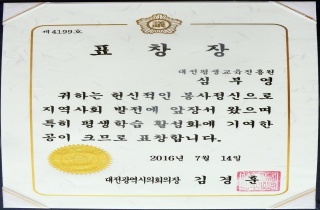 제4199호
표창장
대전평생교육진흥원
심부영
귀하는 헌신적인 봉사정신으로
지역사회 발전에 앞장서 왔으며
특히 평생학습 활성화에 기여한
공이 크므로 표창합니다.
2016년 7월 14일
대전광역시의회의장 김경훈